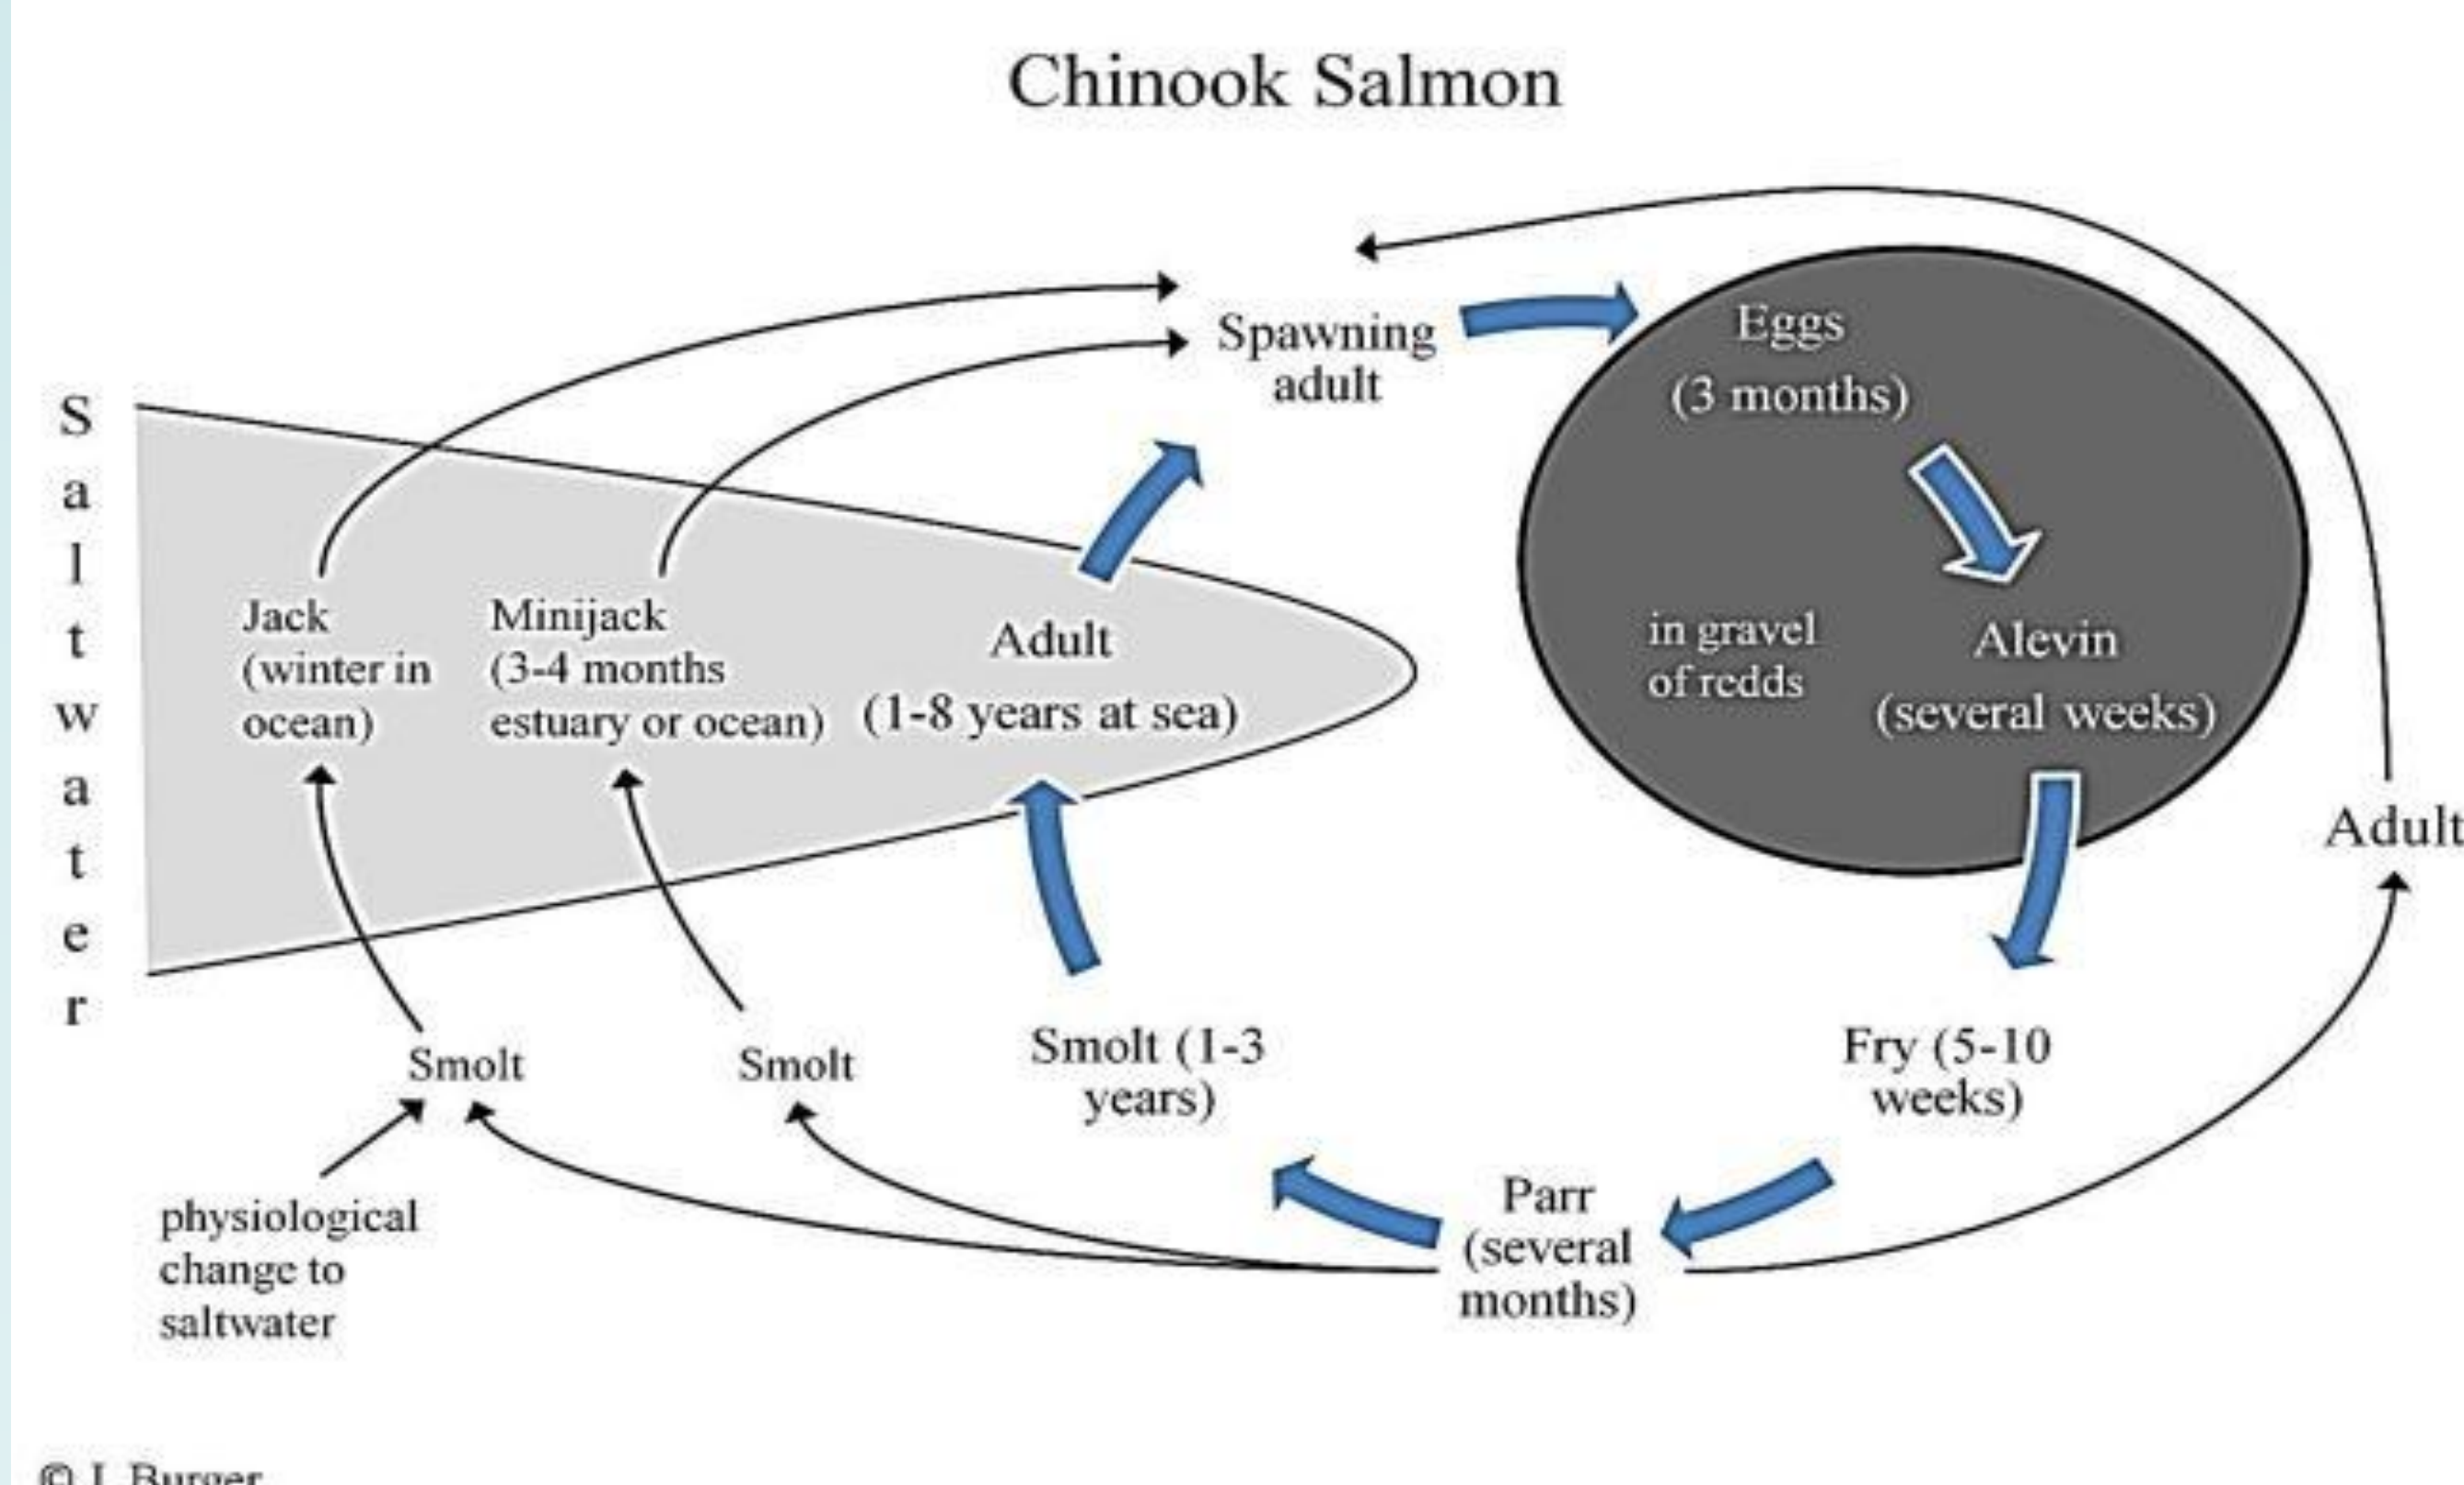 Chinook Salmon
Spawning
adult
Eggs
(3 months)
Saltwater
Jack
(winter in
ocean)
Minijack
(3-4 months
estuary or ocean)
Adult
(1-8 years at sea)
in gravel
of redds
Alevin
(several weeks)
Adult
Smolt
Smolt
Smolt (1-3
years)
Fry (5-10
weeks)
Parr
(several
months)
physiological
change to
saltwater
© J. Burger